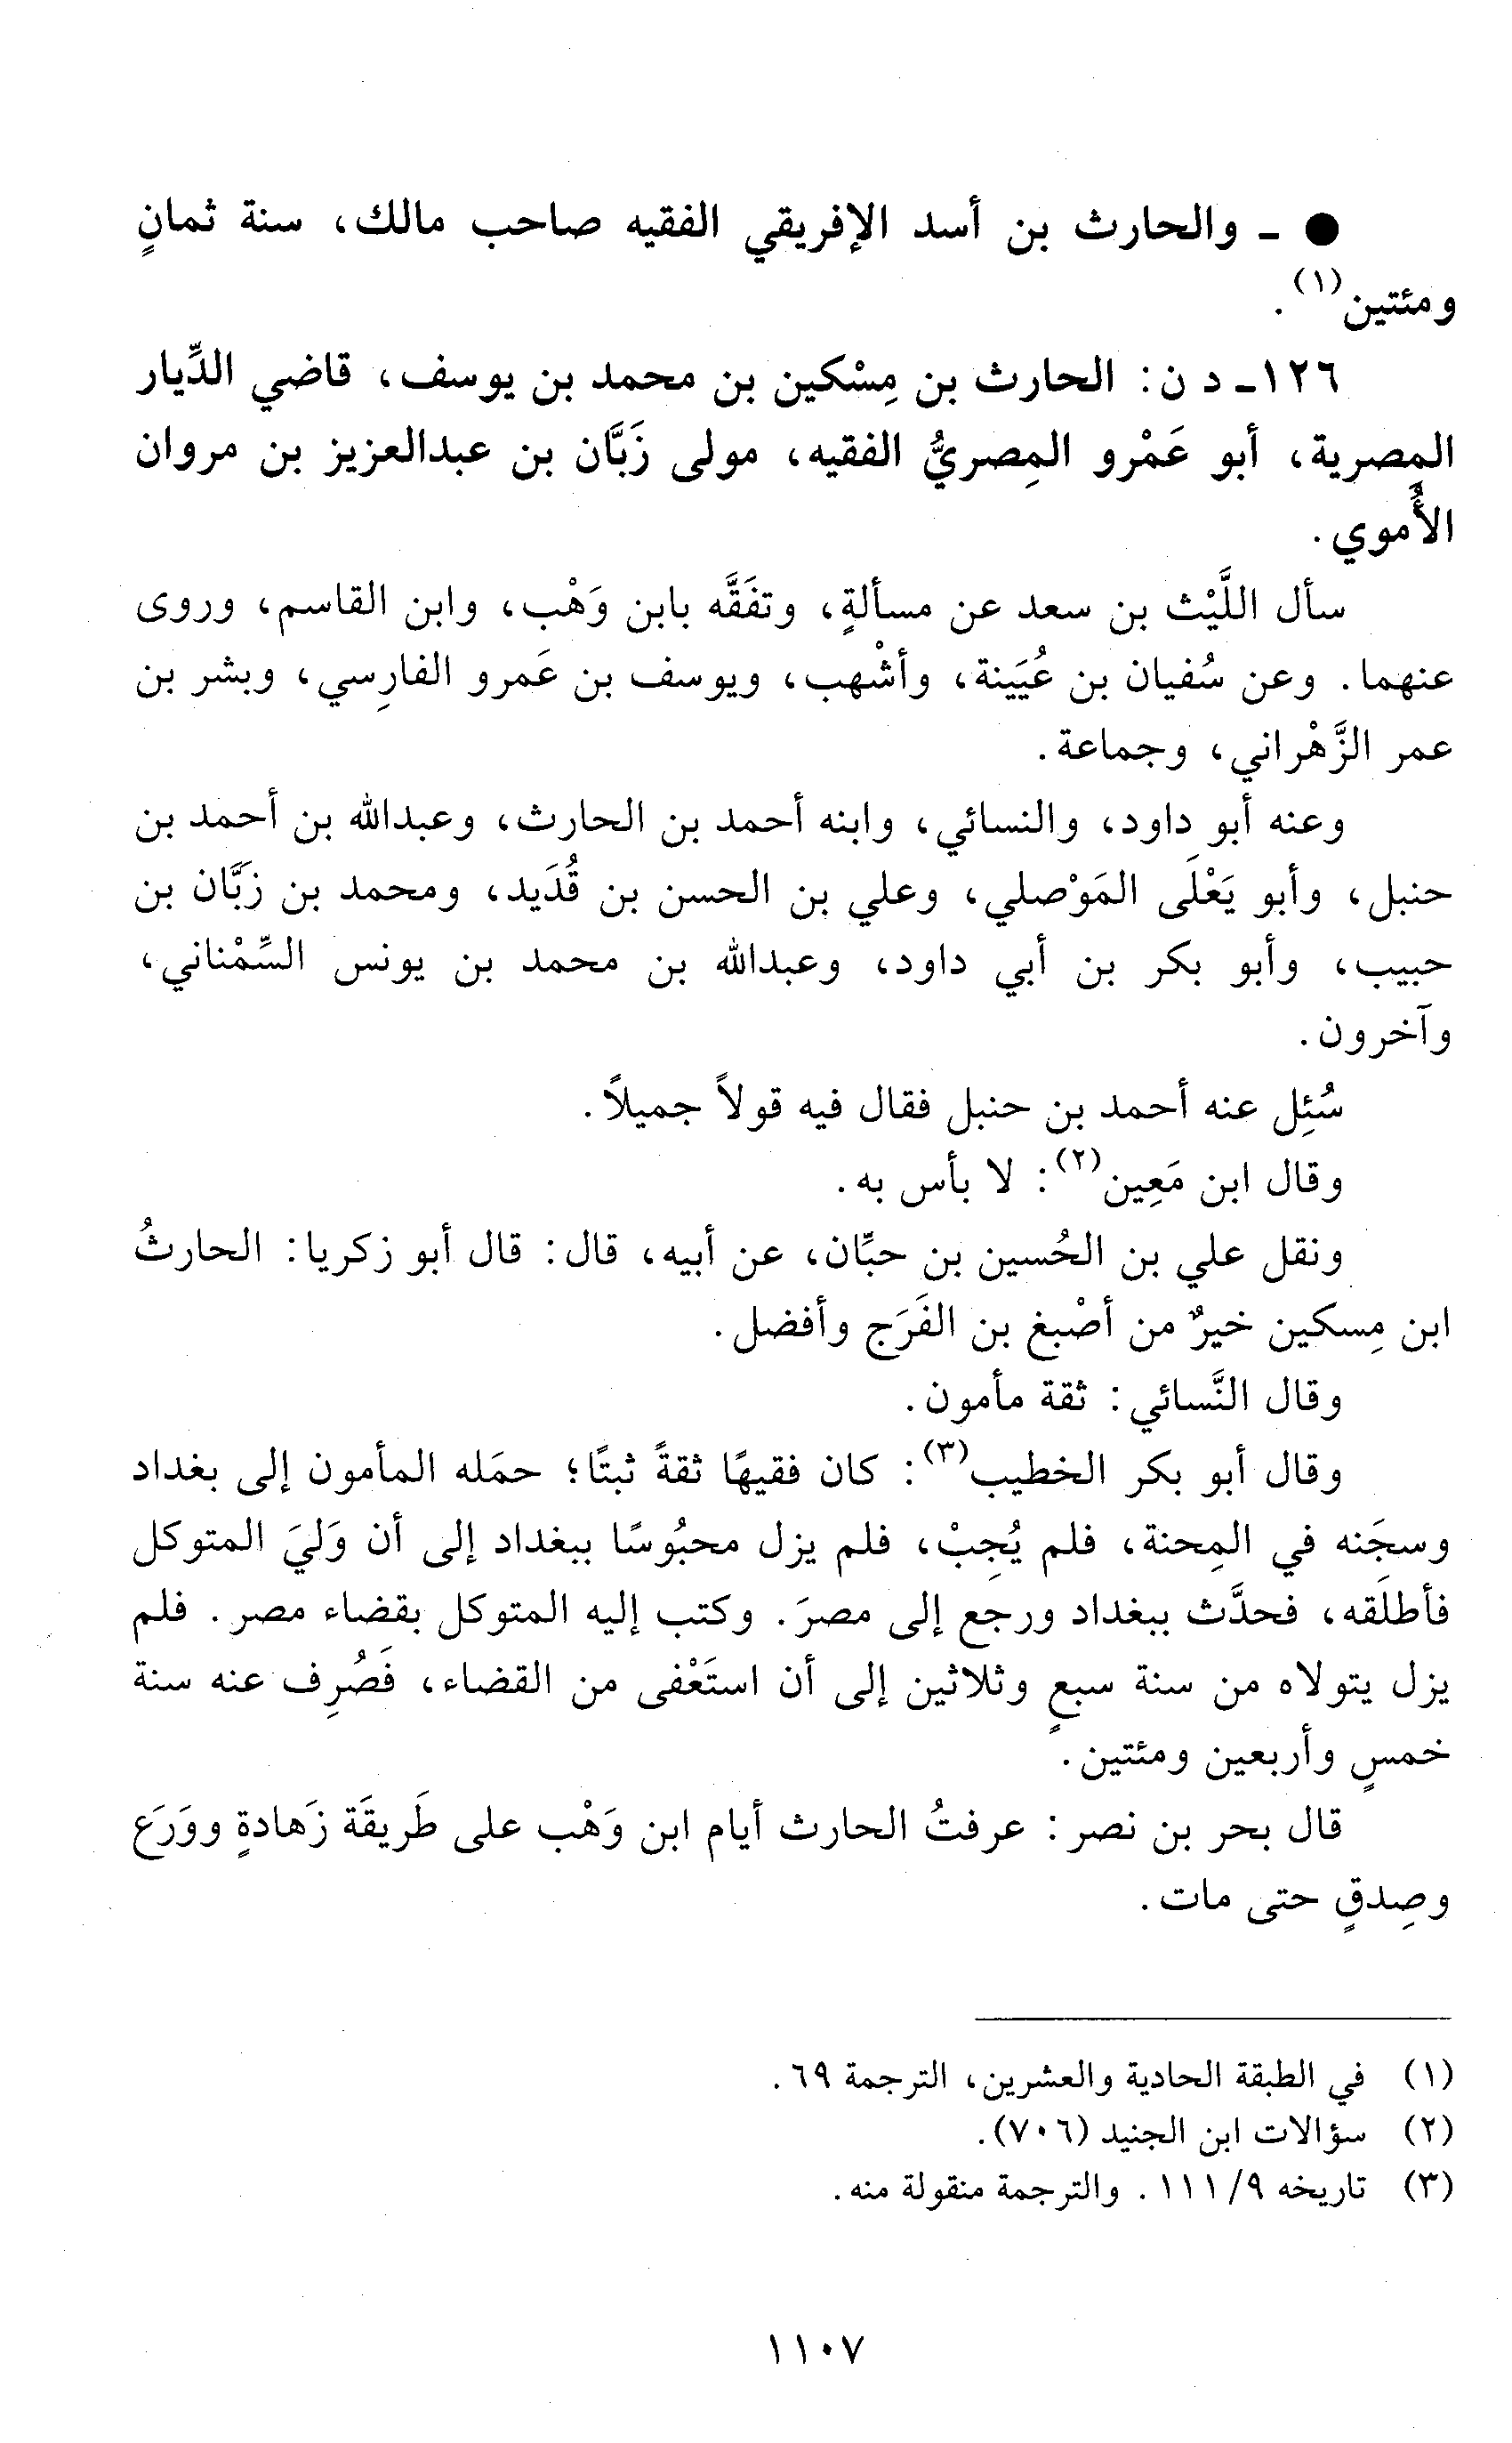 ● ـ والحارث بن أسد الإفريقي الفقيه صاحب مالك، سنة ثمانٍ
ومئتين(١).
١٢٦ـ د ن: الحارث بن مِسْكين بن محمد بن يوسف، قاضي الدِّيار
المِصرية، أبو عَمْرو المِصريُّ الفقيه، مولى زَبَّان بن عبدالعزيز بن مروان
الأُموي.
سأل اللَّيْث بن سعد عن مسألةٍ، وتفَقَّه بابن وَهْب، وابن القاسم، وروى
عنهما. وعن سُفيان بن عُيَينة، وأشْهب، ويوسف بن عَمرو الفارِسي، وبشر بن
عمر الزَّهْراني، وجماعة.
وعنه أبو داود، والنسائي، وابنه أحمد بن الحارث، وعبدالله بن أحمد بن
حنبل، وأبو يَعْلَى المَوْصلي، وعلي بن الحسن بن قُدَيد، ومحمد بن زبَّان بن
حبيب، وأبو بكر بن أبي داود، وعبدالله بن محمد بن يونس السِّمْناني،
وآخرون.
سُئِل عنه أحمد بن حنبل فقال فيه قولاً جميلاً.
وقال ابن مَعِين(٢): لا بأس به.
ونقل علي بن الحُسين بن حبَّان، عن أبيه، قال: قال أبو زكريا: الحارثُ
ابن مِسكين خيرٌ من أصْبغ بن الفَرَج وأفضل.
وقال النَّسائي: ثقة مأمون.
وقال أبو بكر الخطيب(٣): كان فقيهًا ثقةً ثبتًا؛ حمَله المأمون إلى بغداد
وسجَنه في المِحنة، فلم يُجِبْ، فلم يزل محبُوسًا ببغداد إلى أن وَليَ المتوكل
فأطلَقه، فحدَّث ببغداد ورجع إلى مصرَ. وكتب إليه المتوكل بقضاء مصر. فلم
يزل يتولاه من سنة سبعٍ وثلاثين إلى أن استَعْفى من القضاء، فَصُرِف عنه سنة
خمسٍ وأربعين ومئتين.
قال بحر بن نصر: عرفتُ الحارث أيام ابن وَهْب على طَريقَة زَهادةٍ ووَرَع
وصِدقٍ حتى مات.
(١) في الطبقة الحادية والعشرين، الترجمة ٦٩.
(٢) سؤالات ابن الجنيد (٧٠٦).
(٣) تاريخه ٩/ ١١١. والترجمة منقولة منه.
١١٠٧